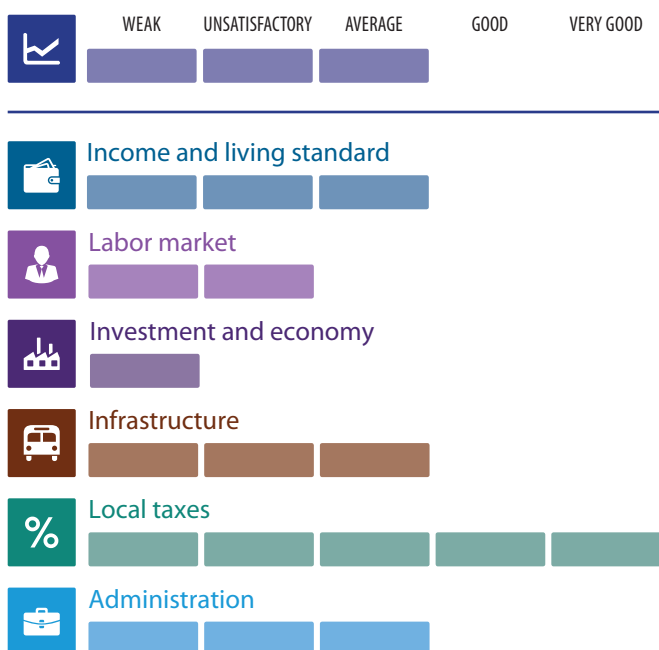 WEAK UNSATISFACTORY AVERAGE GOOD VERY GOOD
Income and living standard
Labor market
Investment and economy
Infrastructure
Local taxes
%
Administration